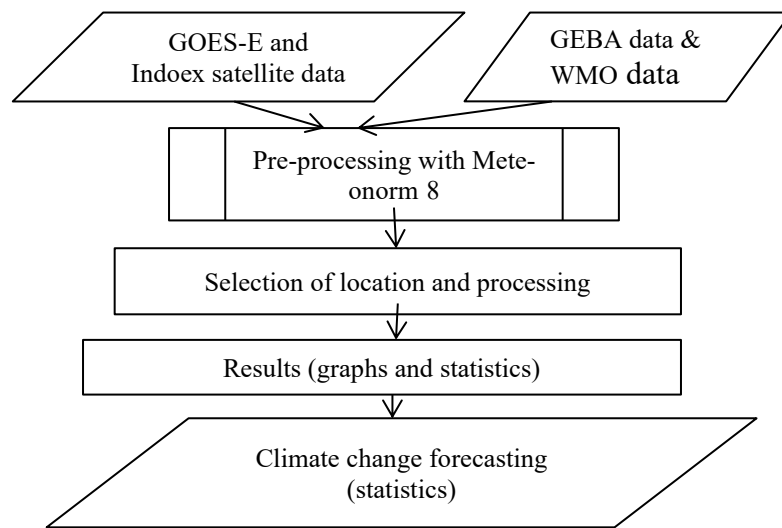 GOES-E and
Indoex satellite data
GEBA data &
WMO data
Pre-processing with Mete-
onorm 8
Selection of location and processing
Results (graphs and statistics)
Climate change forecasting
(statistics)